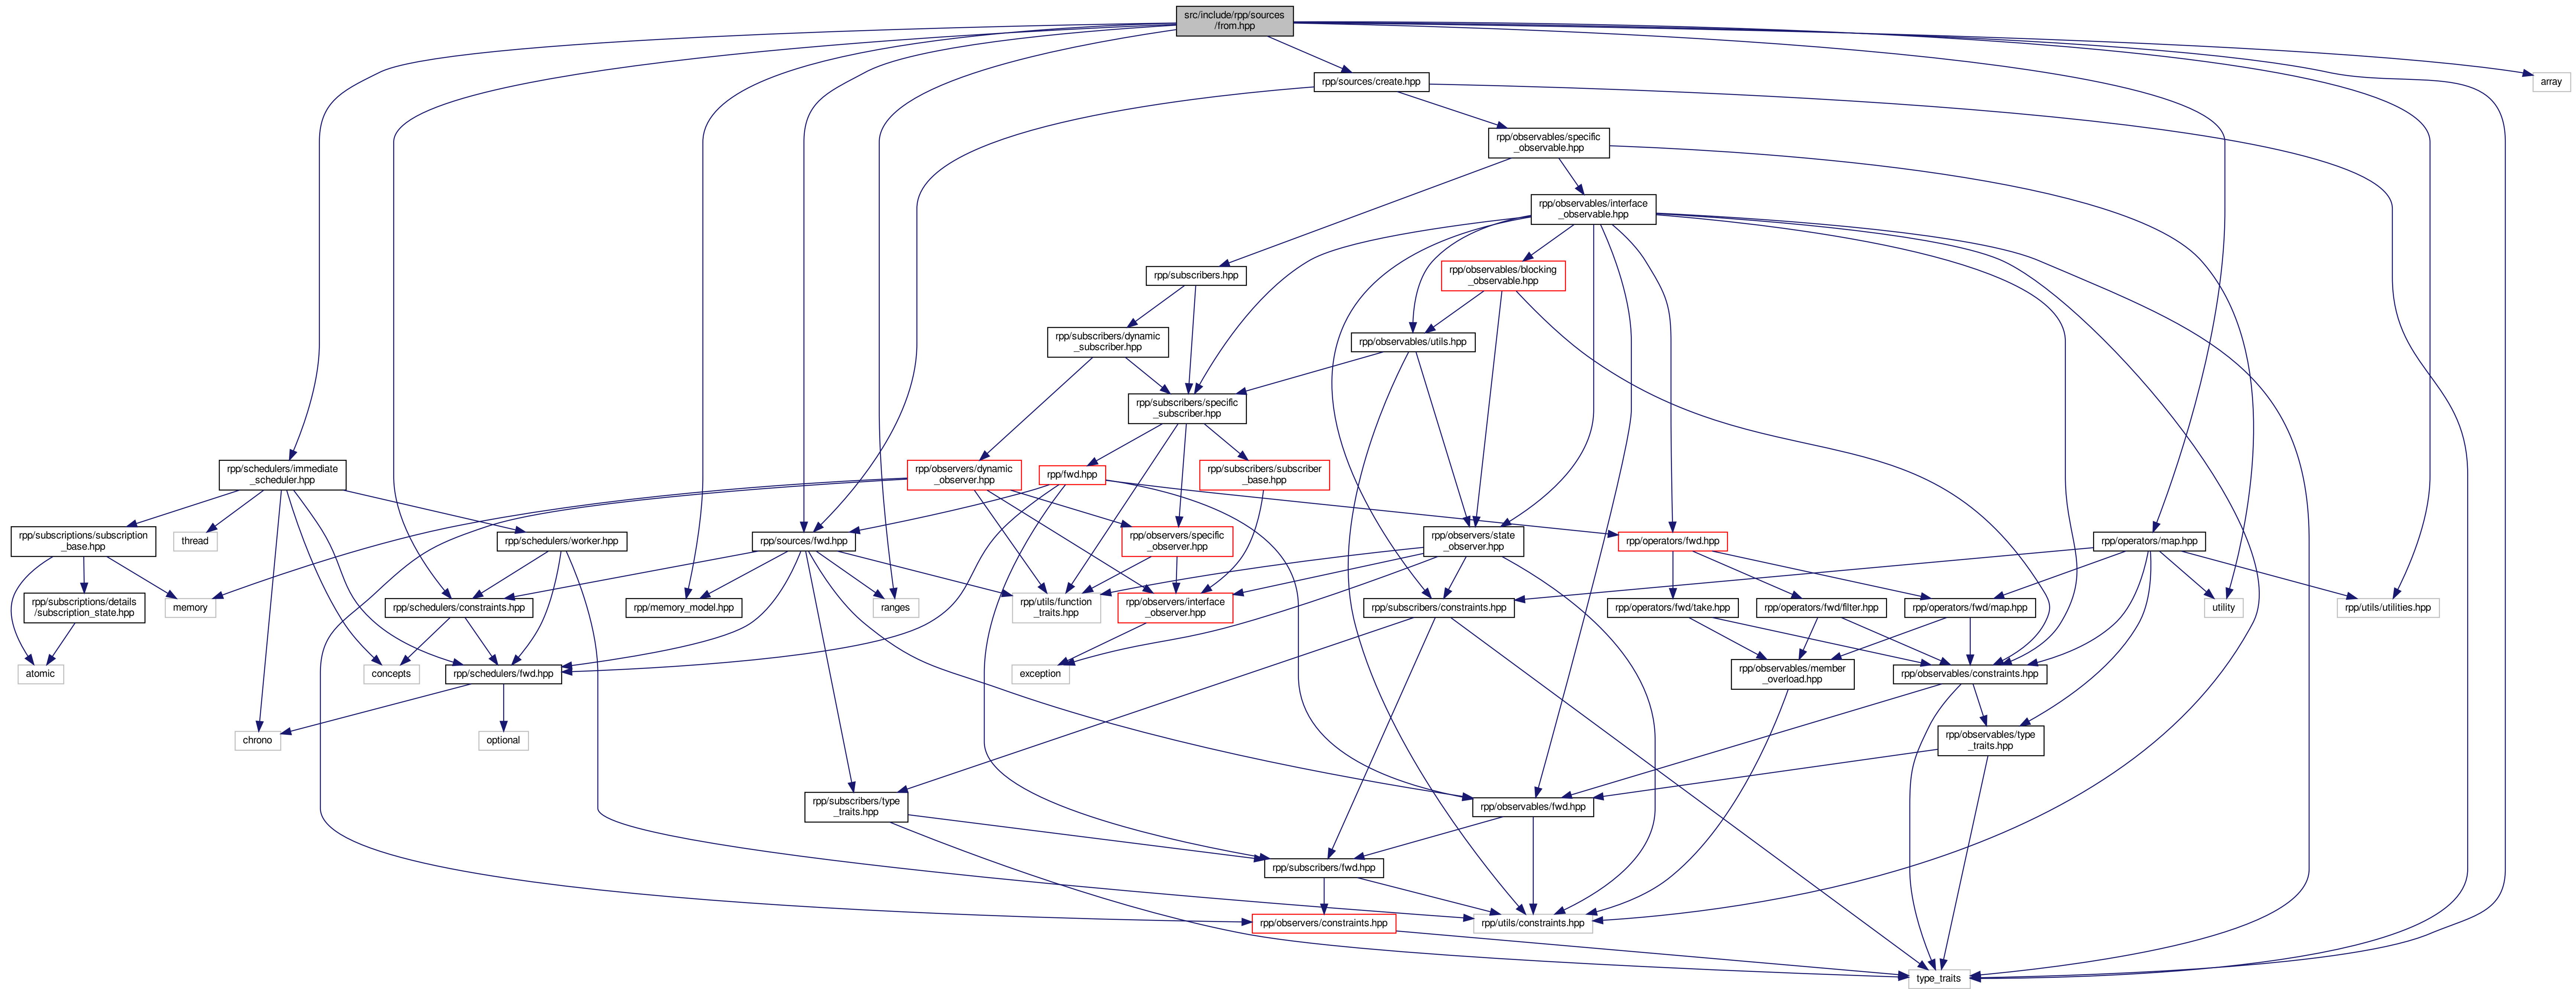 src/include/rpp/sources
/from.hpp
rpp/sources/create.hpp
array
rpp/observables/specific
_observable.hpp
rpp/observables/interface
_observable.hpp
rpp/subscribers.hpp
rpp/observables/blocking
_observable.hpp
rpp/subscribers/dynamic
_subscriber.hpp
rpp/observables/utils.hpp
rpp/subscribers/specific
_subscriber.hpp
rpp/schedulers/immediate
_scheduler.hpp
rpp/observers/dynamic
_observer.hpp
rpp/fwd.hpp
rpp/subscribers/subscriber
_base.hpp
rpp/subscriptions/subscription
_base.hpp
thread
rpp/schedulers/worker.hpp
rpp/sources/fwd.hpp
rpp/observers/specific
_observer.hpp
rpp/observers/state
_observer.hpp
rpp/operators/fwd.hpp
rpp/operators/map.hpp
rpp/subscriptions/details
/subscription_state.hpp
memory
rpp/schedulers/constraints.hpp
rpp/memory_model.hpp
ranges
rpp/utils/function
_traits.hpp
rpp/observers/interface
_observer.hpp
rpp/subscribers/constraints.hpp
rpp/operators/fwd/take.hpp
rpp/operators/fwd/filter.hpp
rpp/operators/fwd/map.hpp
utility
rpp/utils/utilities.hpp
atomic
concepts
rpp/schedulers/fwd.hpp
exception
rpp/observables/member
_overload.hpp
rpp/observables/constraints.hpp
chrono
optional
rpp/observables/type
_traits.hpp
rpp/subscribers/type
_traits.hpp
rpp/observables/fwd.hpp
rpp/subscribers/fwd.hpp
rpp/observers/constraints.hpp
rpp/utils/constraints.hpp
type_traits